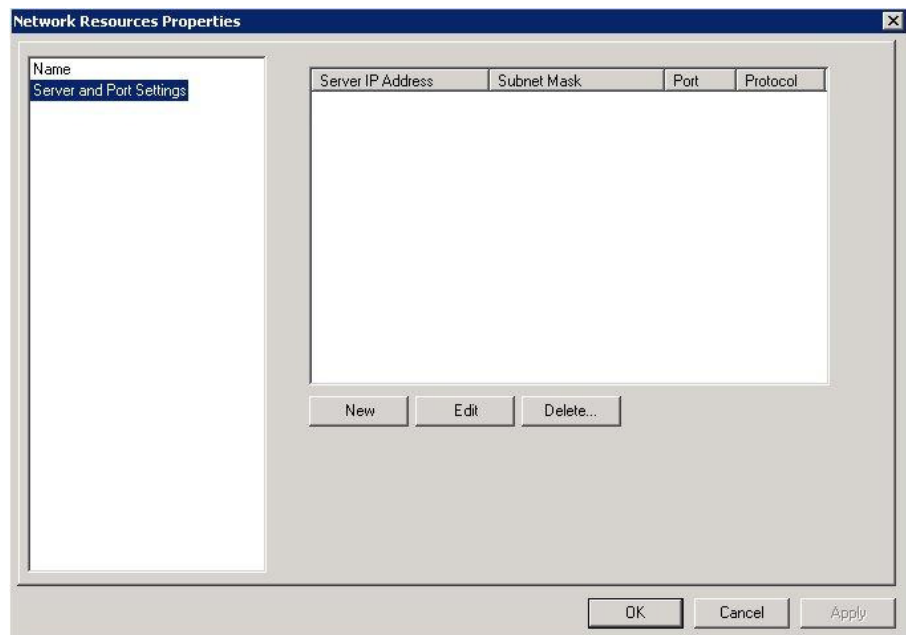 Network Resources Properties
Name
Server and Port Settings
Server IP Address Subnet Mask Port Protocol
New Edit Delete...
OK Cancel Apply